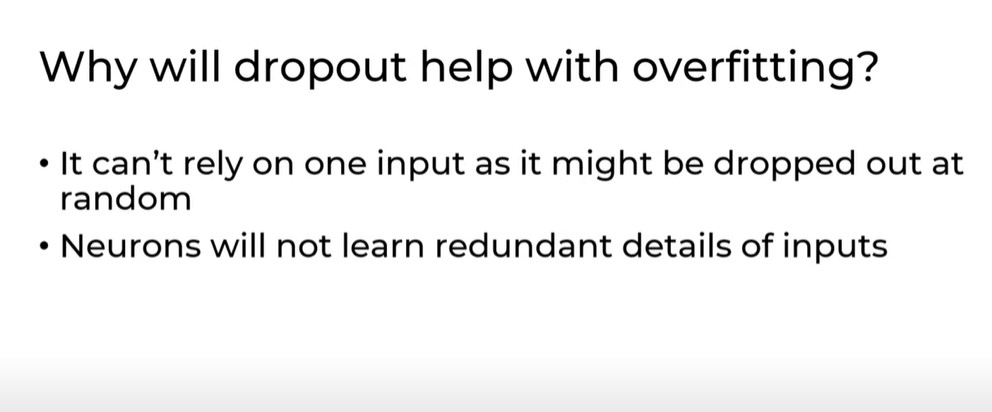 Why will dropout help with overfitting?
• It can't rely on one input as it might be dropped out at
random
• Neurons will not learn redundant details of inputs